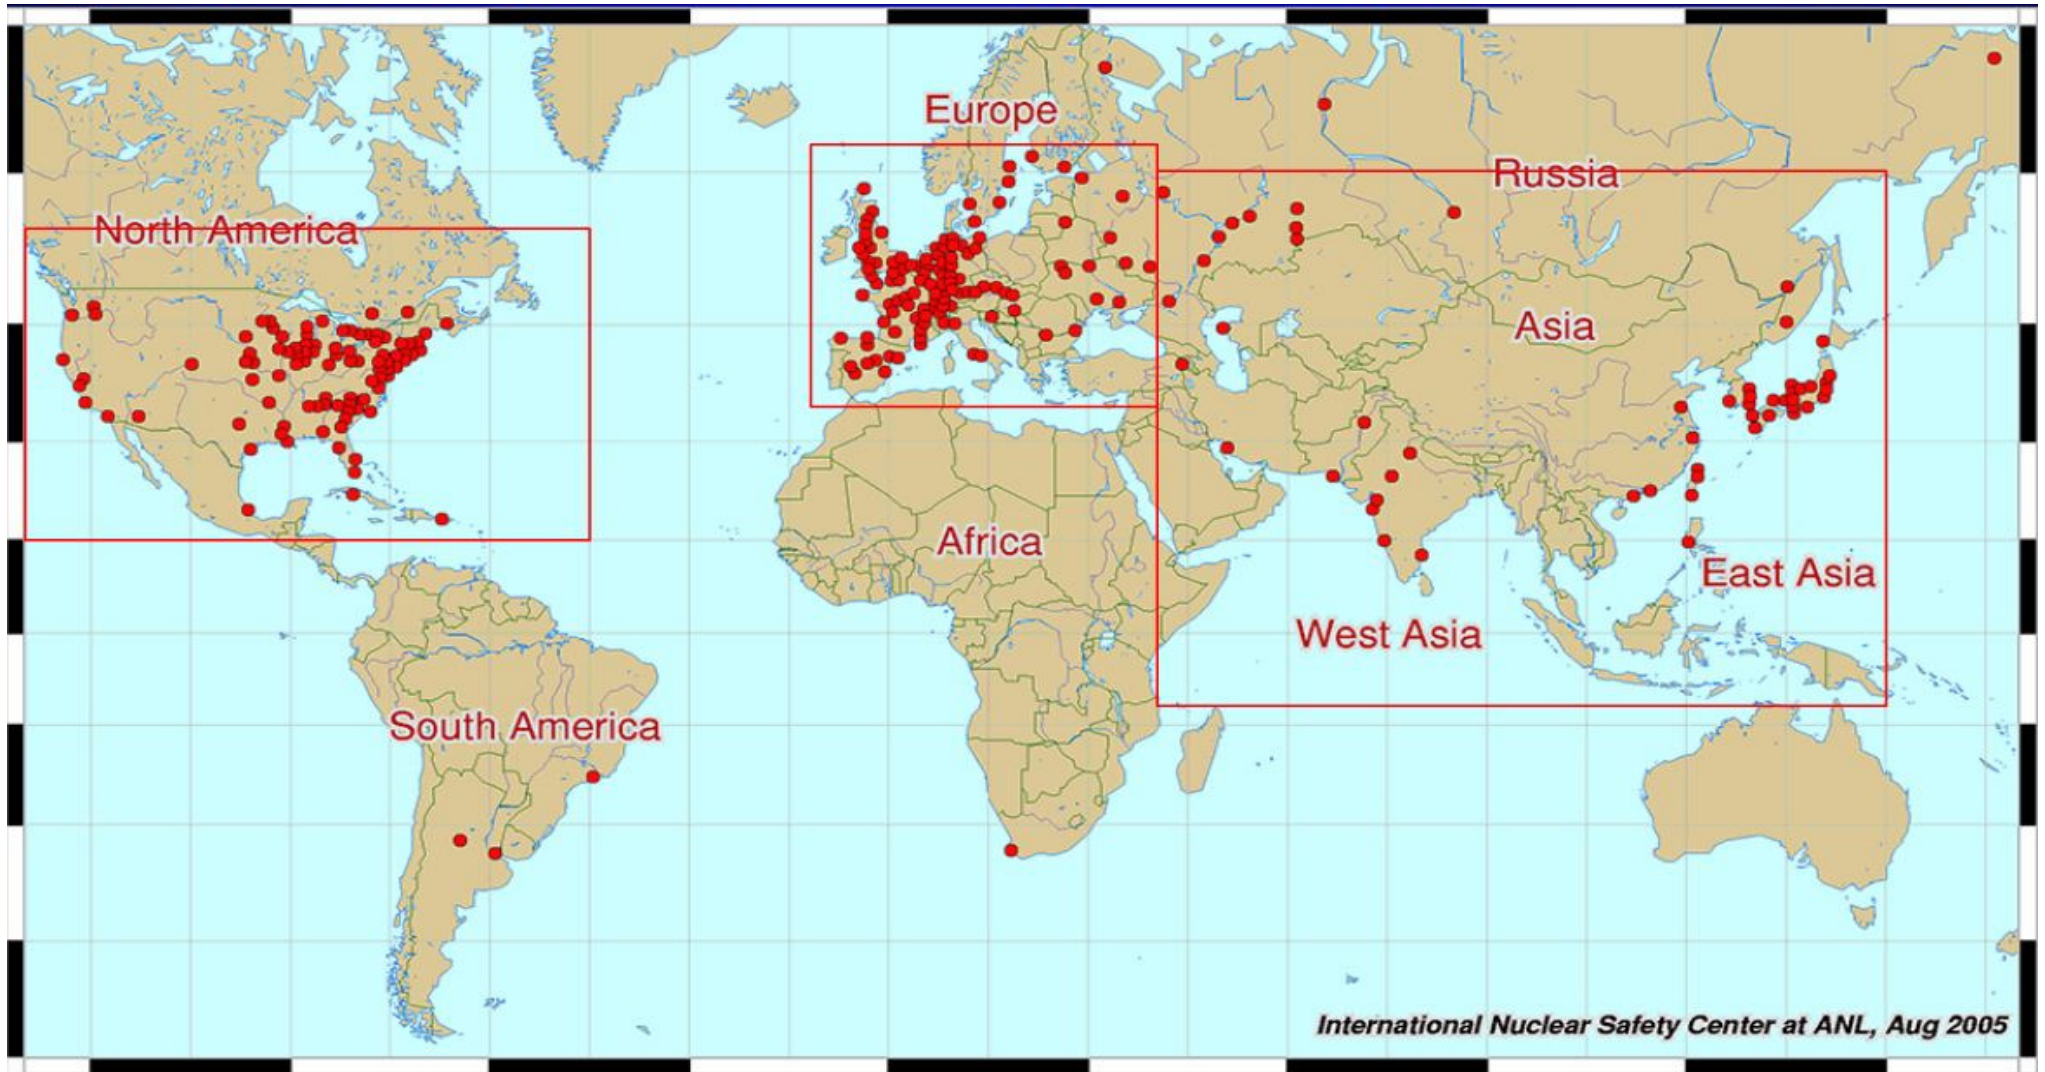 Europe
Russia
North America
Asia
Africa
East Asia
West Asia
South America
International Nuclear Safety Center at ANL, Aug 2005